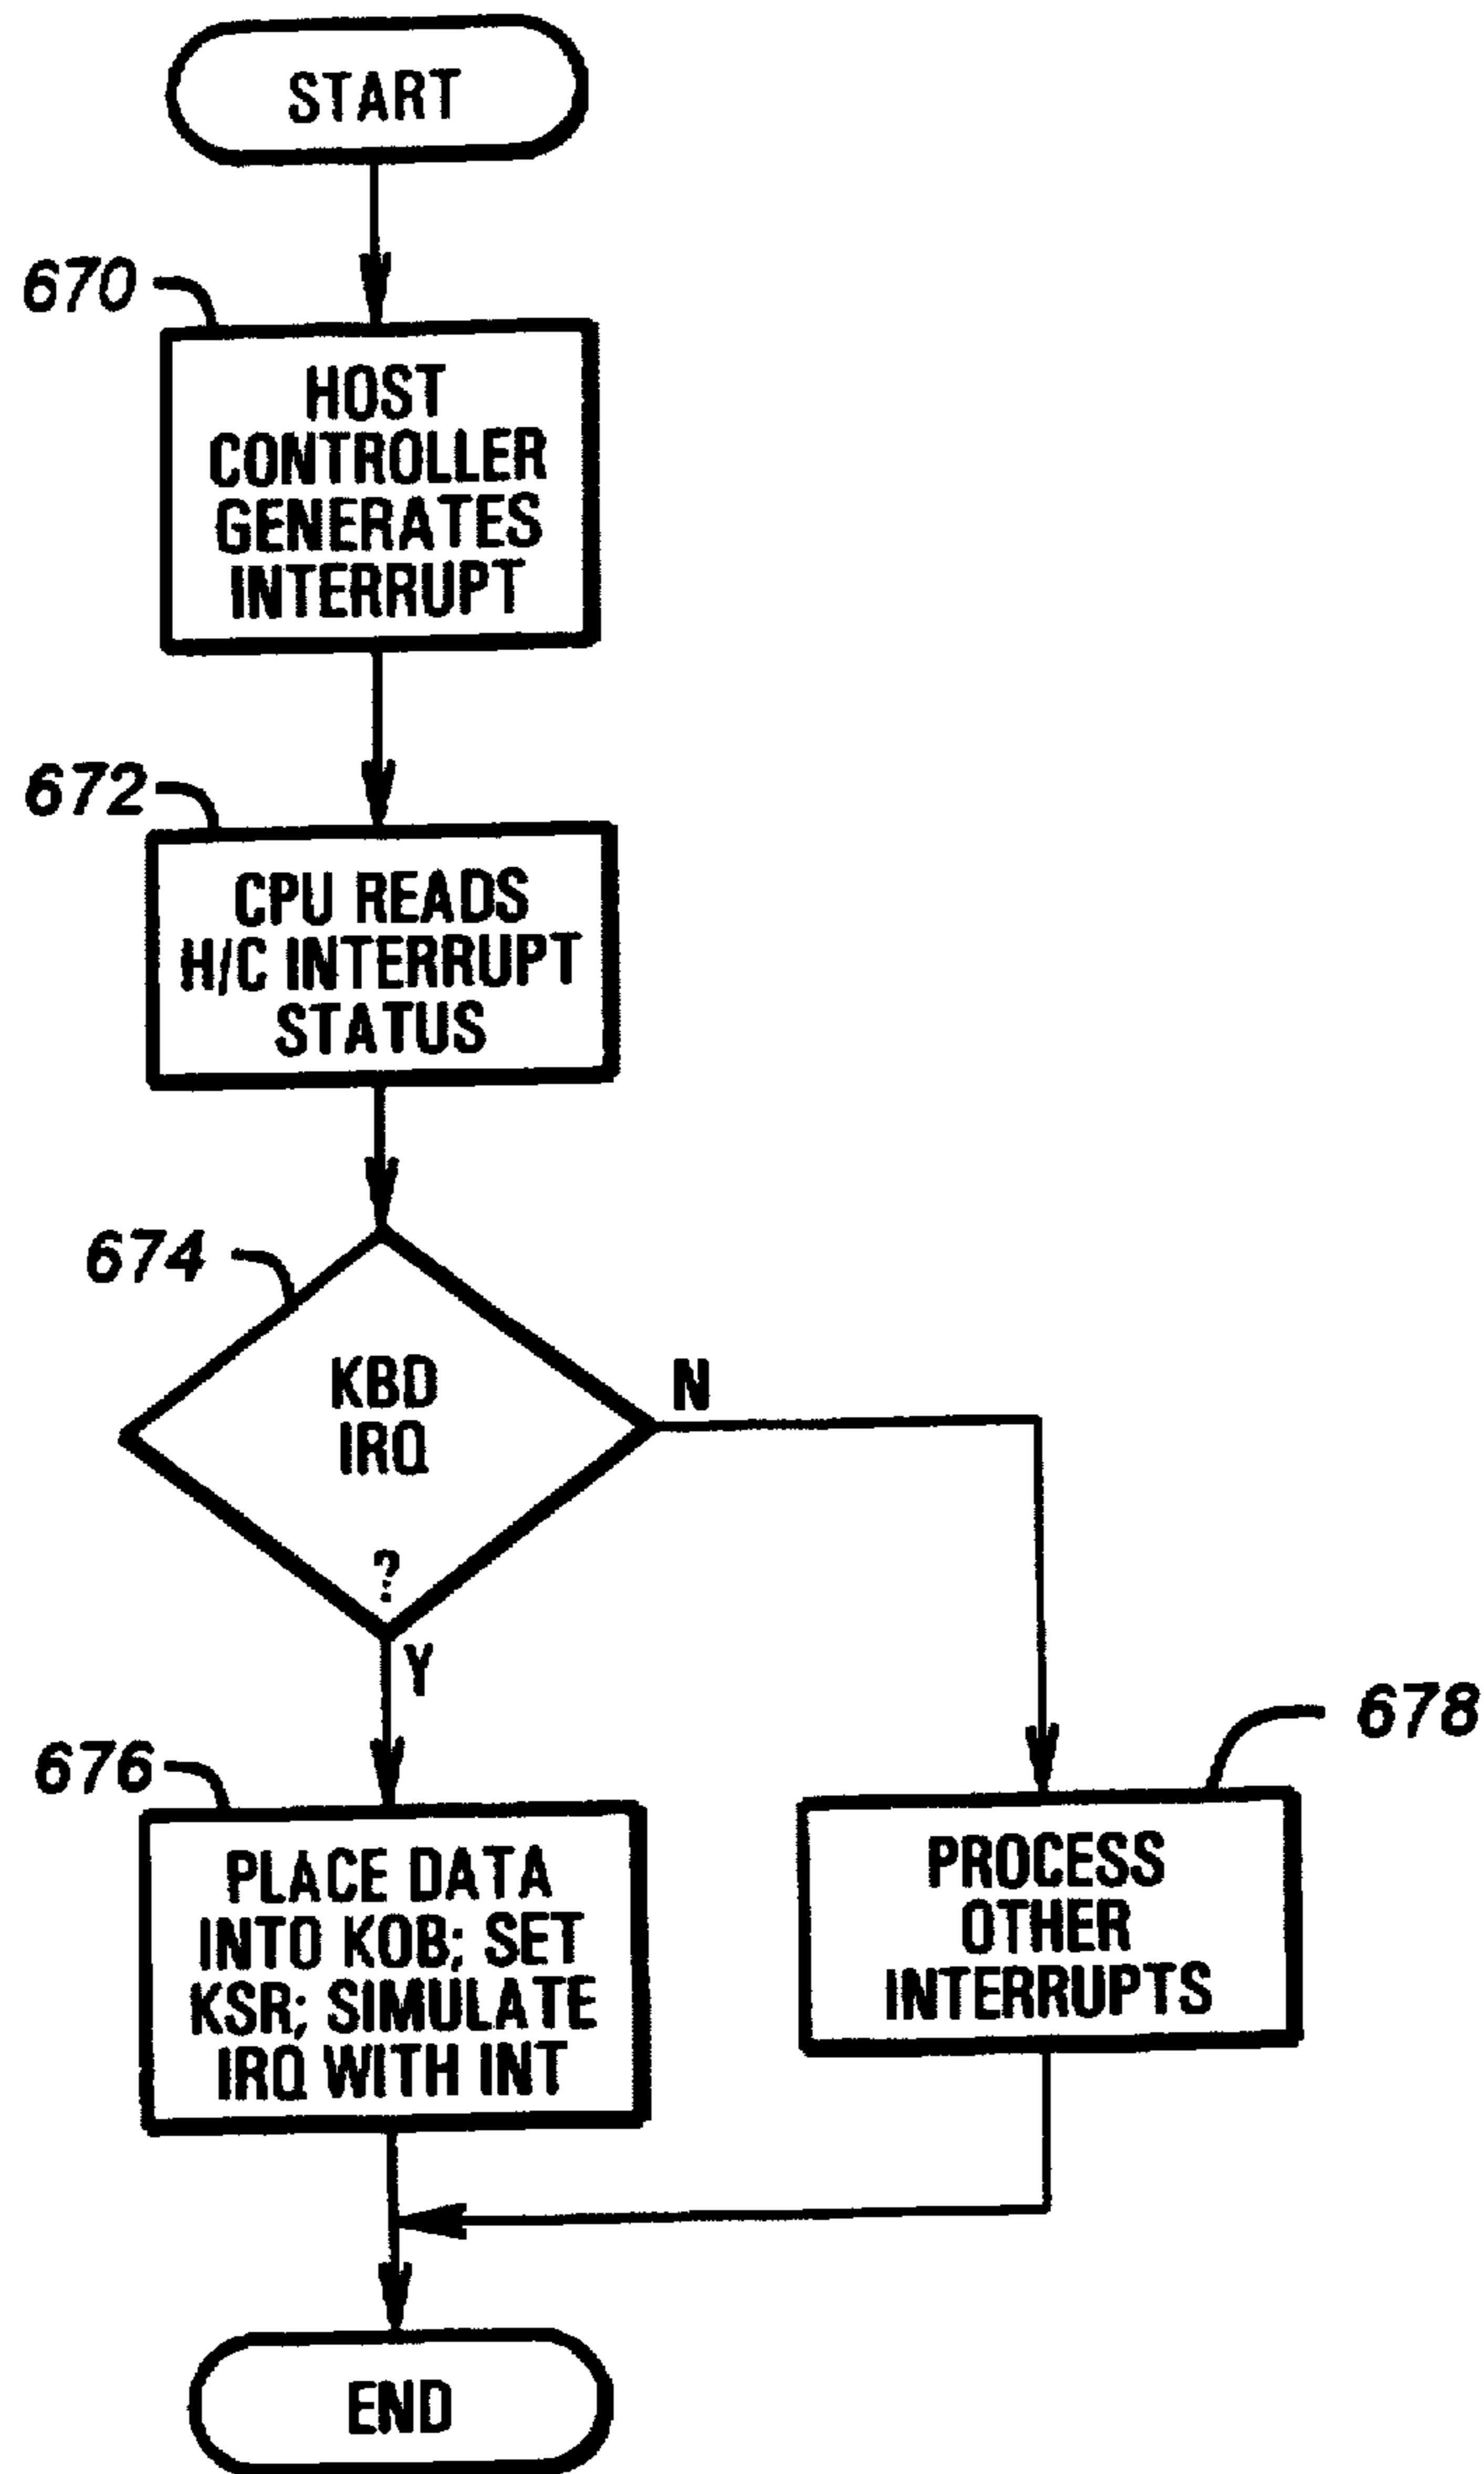 START
670
HOST
CONTROLLER
GENERATES
INTERRUPT
672
CPU READS
H/C INTERRUPT
STATUS
674
KBD
IRQ
?
N
Y
676
PLACE DATA
INTO KOB; SET
KSR; SIMULATE
IRQ WITH INT
678
PROCESS
OTHER
INTERRUPTS
END